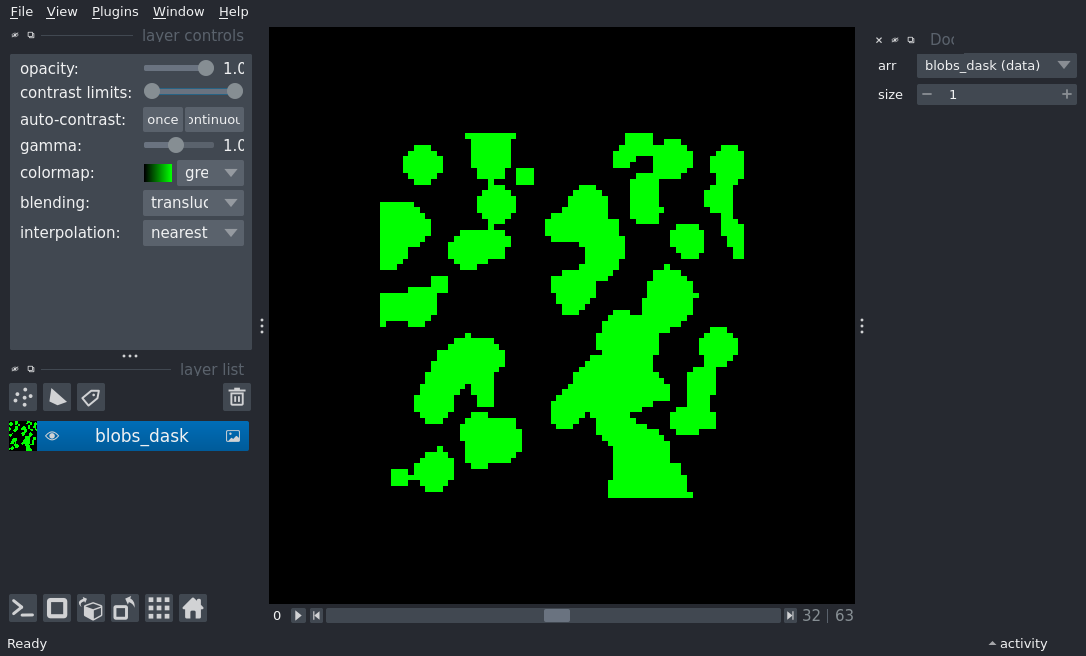 File View Plugins Window Help
layer controls
opacity: 1.0
contrast limits:
auto-contrast: once ontinuou
gamma: 1.0
colormap: gre
blending: transluc
interpolation: nearest
layer list
blobs_dask
0 32 | 63
Ready
Doc
arr blobs_dask (data)
size 1
activity